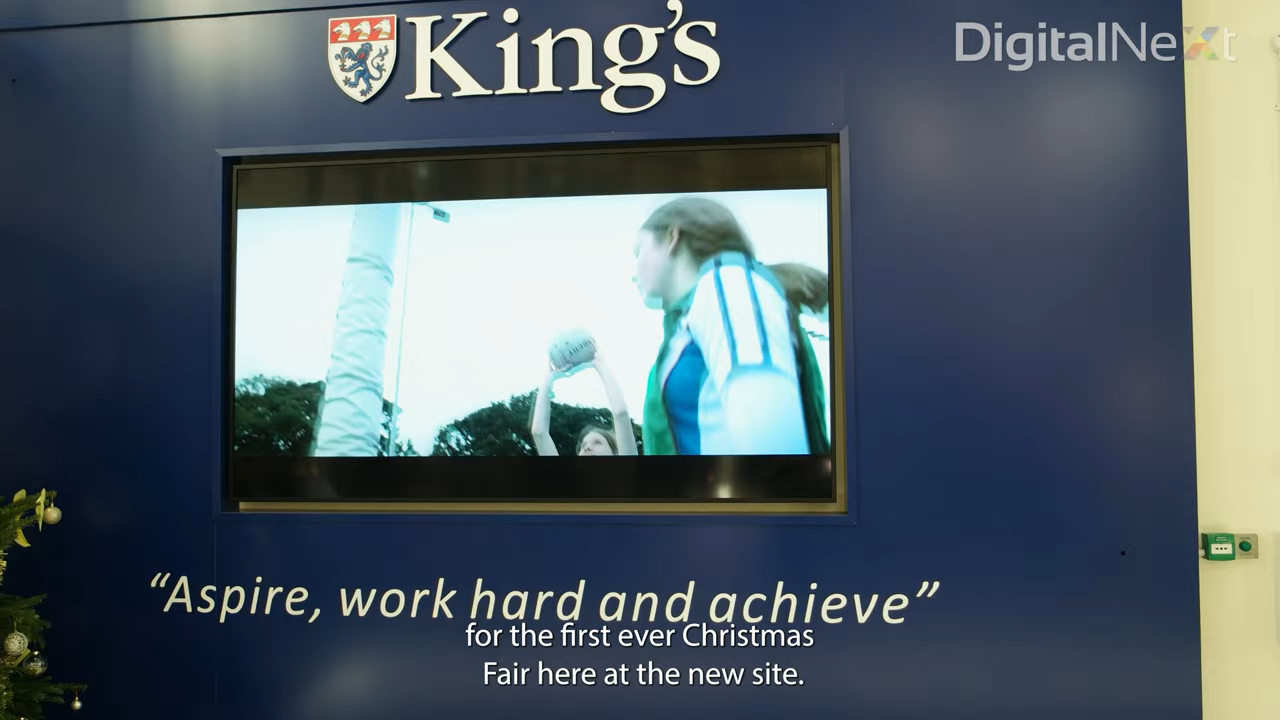 King's
DigitalNext
“Aspire, work hard and achieve”
for the first ever Christmas
Fair here at the new site.